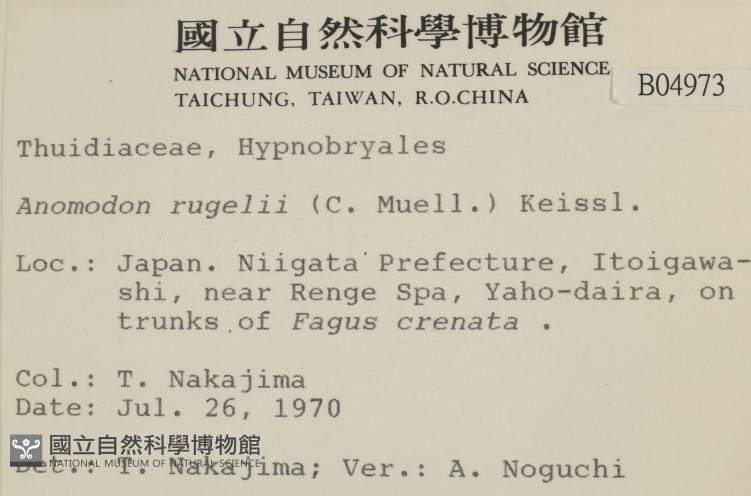 國立自然科學博物館
NATIONAL MUSEUM OF NATURAL SCIENCE
TAICHUNG, TAIWAN, R.O.CHINA
B04973
Thuidiaceae, Hypnobryales
Anomodon rugelii (C. Muell.) Keissl.
Loc.: Japan. Niigata Prefecture, Itoigawa-
shi, near Renge Spa, Yaho-daira, on
trunks of Fagus crenata .
Col.: T. Nakajima
Date: Jul. 26, 1970
國立自然科學博物館
NATIONAL MUSEUM OF NATURAL SCIENCE
Det.: T. Nakajima; Ver.: A. Noguchi